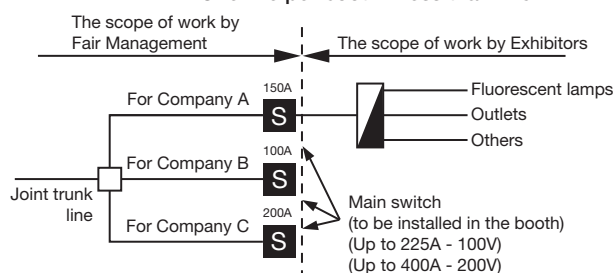 The scope of work by
Fair Management
The scope of work by Exhibitors
150A
For Company A
S
Fluorescent lamps
Outlets
Others
100A
For Company B
S
Joint trunk
line
200A
For Company C
S
Main switch
(to be installed in the booth)
(Up to 225A - 100V)
(Up to 400A - 200V)